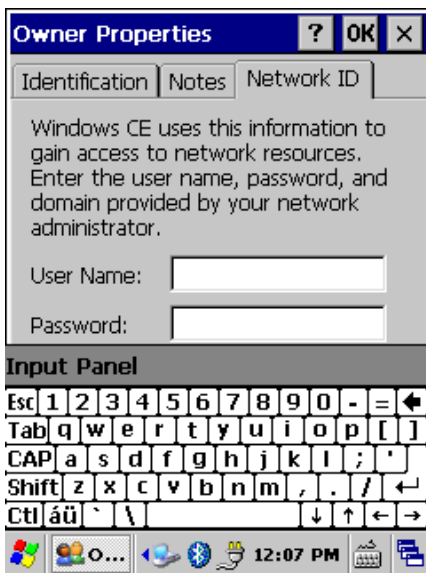 Owner Properties ? OK ×
Identification Notes Network ID
Windows CE uses this information to
gain access to network resources.
Enter the user name, password, and
domain provided by your network
administrator.
User Name:
Password:
Input Panel
Esc 1 2 3 4 5 6 7 8 9 0 - = 🡄
Tab q w e r t y u i o p [ ]
CAP a s d f g h j k l ; '
Shift z x c v b n m , . / ↵
Ctl áü ` \ ↓ ↑ ← →
o... 12:07 PM